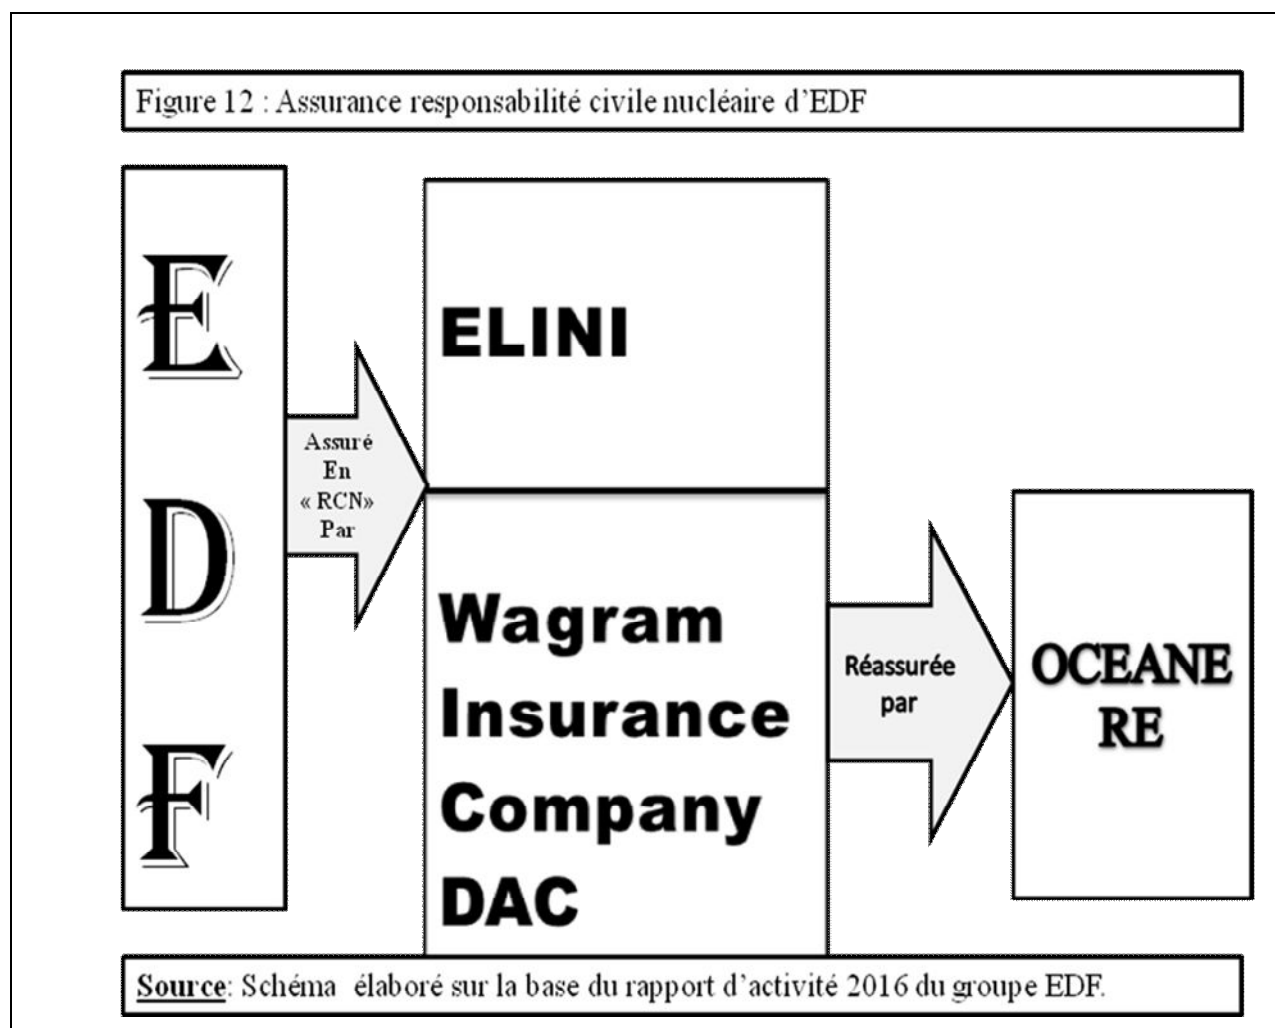 Figure 12 : Assurance responsabilité civile nucléaire d’EDF
E
D
F
Assuré
En
« RCN»
Par
ELINI
Wagram
Insurance
Company
DAC
Réassurée
par
OCEANE
RE
Source: Schéma élaboré sur la base du rapport d’activité 2016 du groupe EDF.